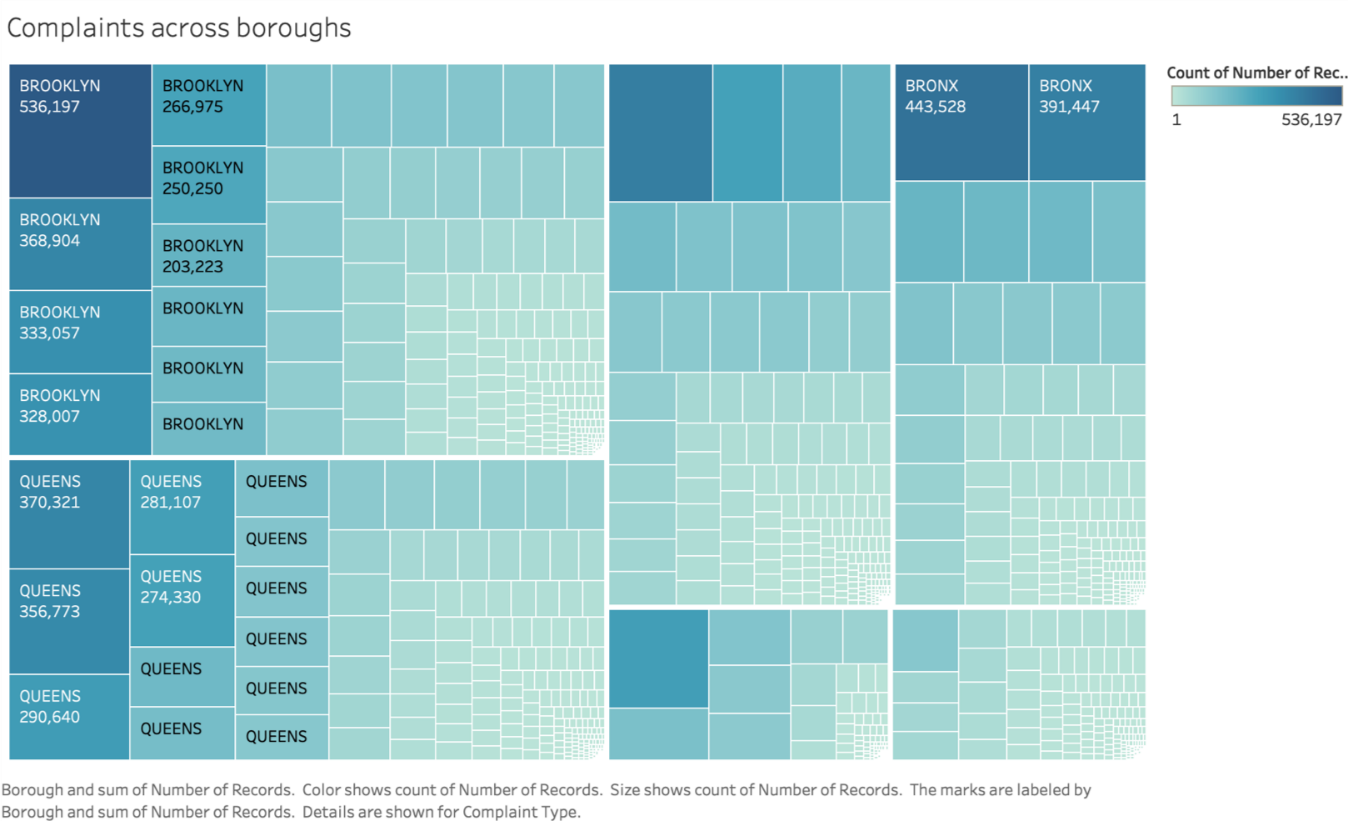 Complaints across boroughs
BROOKLYN
536,197
BROOKLYN
368,904
BROOKLYN
333,057
BROOKLYN
328,007
BROOKLYN
266,975
BROOKLYN
250,250
BROOKLYN
203,223
BROOKLYN
BROOKLYN
BROOKLYN
BRONX
443,528
BRONX
391,447
Count of Number of Rec..
1
536,197
QUEENS
370,321
QUEENS
356,773
QUEENS
290,640
QUEENS
281,107
QUEENS
274,330
QUEENS
QUEENS
QUEENS
QUEENS
QUEENS
QUEENS
QUEENS
QUEENS
Borough and sum of Number of Records.  Color shows count of Number of Records.  Size shows count of Number of Records.  The marks are labeled by
Borough and sum of Number of Records.  Details are shown for Complaint Type.